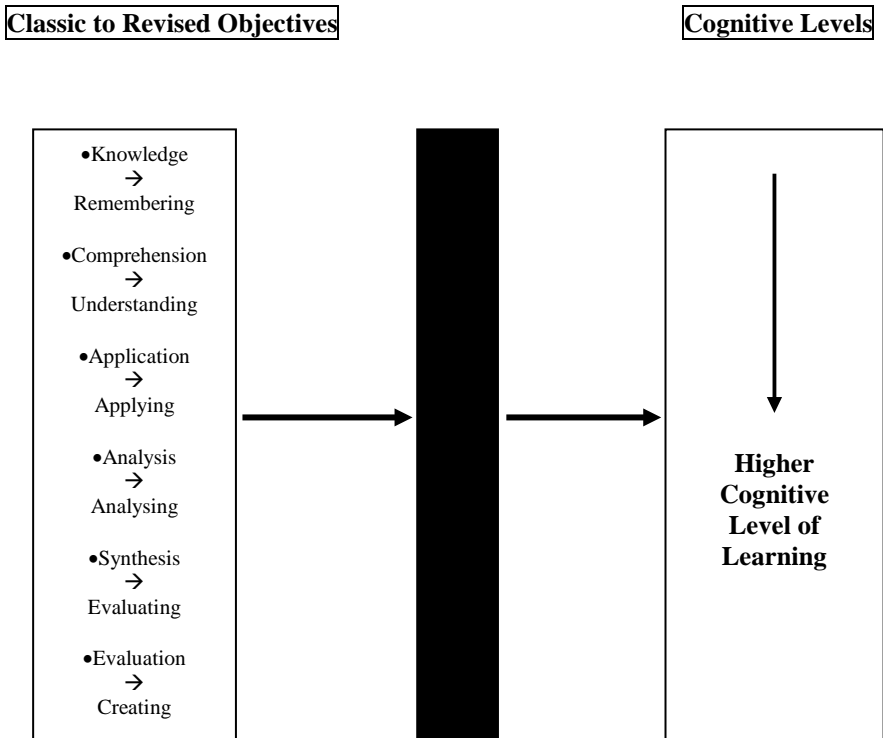 Classic to Revised Objectives
Cognitive Levels
•Knowledge
→
Remembering
•Comprehension
→
Understanding
•Application
→
Applying
•Analysis
→
Analysing
•Synthesis
→
Evaluating
•Evaluation
→
Creating
Higher
Cognitive
Level of
Learning